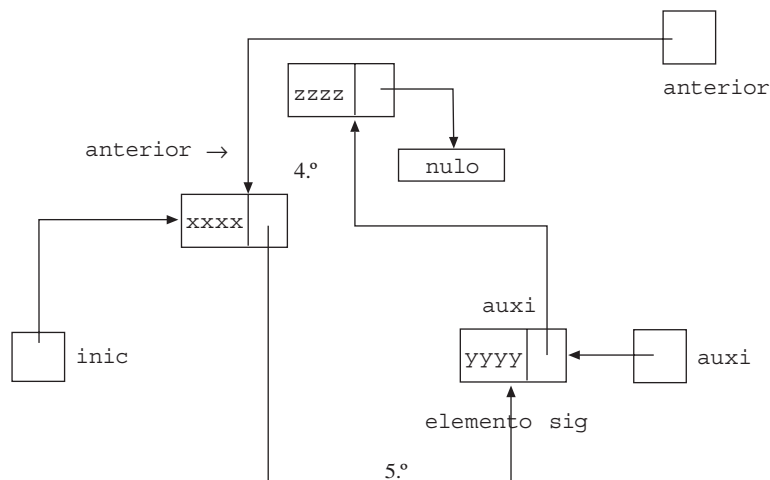 anterior
zzzz
anterior →
nulo
4.º
xxxx
auxi
inic
yyyy
auxi
elemento sig
5.º